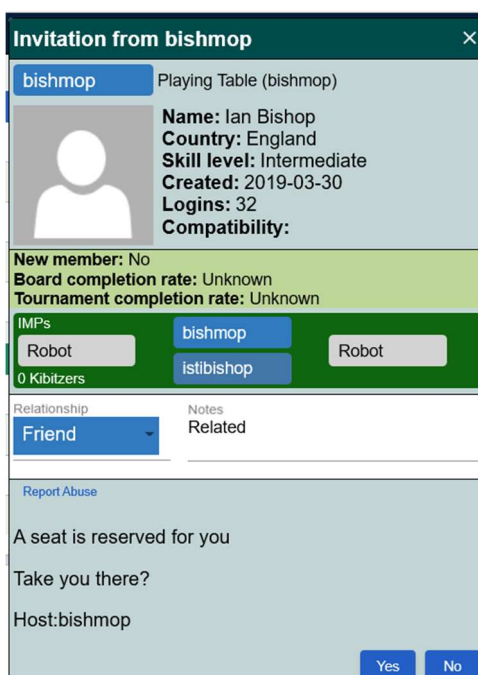 Invitation from bishmop ×
bishmop Playing Table (bishmop)
Name: Ian Bishop
Country: England
Skill level: Intermediate
Created: 2019-03-30
Logins: 32
Compatibility:
New member: No
Board completion rate: Unknown
Tournament completion rate: Unknown
IMPs
bishmop
Robot
Robot
istibishop
0 Kibitzers
Relationship
Notes
Friend
Related
Report Abuse
A seat is reserved for you
Take you there?
Host:bishmop
Yes No